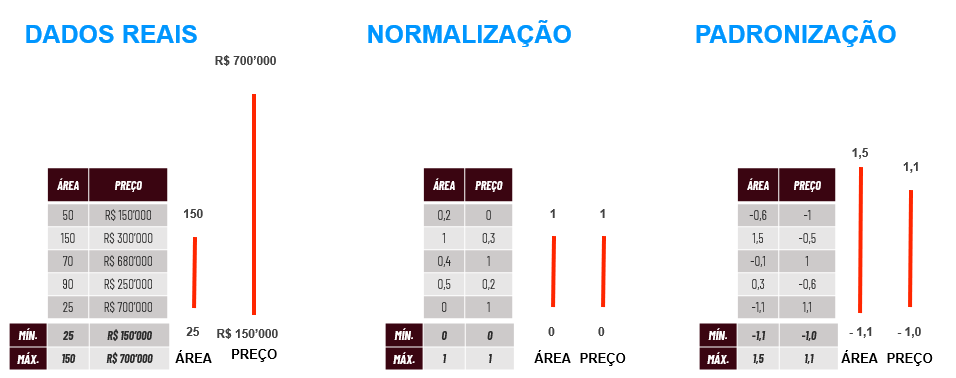 DADOS REAIS
R$ 700’000
ÁREA PREÇO
50 R$ 150’000
150 R$ 300’000
70 R$ 680’000
90 R$ 250’000
25 R$ 700’000
MÍN. 25 R$ 150’000
MÁX. 150 R$ 700’000
150
25
ÁREA
R$ 150’000
PREÇO
NORMALIZAÇÃO
ÁREA PREÇO
0,2 0
1 0,3
0,4 1
0,5 0,2
0 1
MÍN. 0 0
MÁX. 1 1
1 1
0 0
ÁREA PREÇO
PADRONIZAÇÃO
ÁREA PREÇO
-0,6 -1
1,5 -0,5
-0,1 1
0,3 -0,6
-1,1 1,1
MÍN. -1,1 -1,0
MÁX. 1,5 1,1
1,5 1,1
- 1,1 - 1,0
ÁREA PREÇO